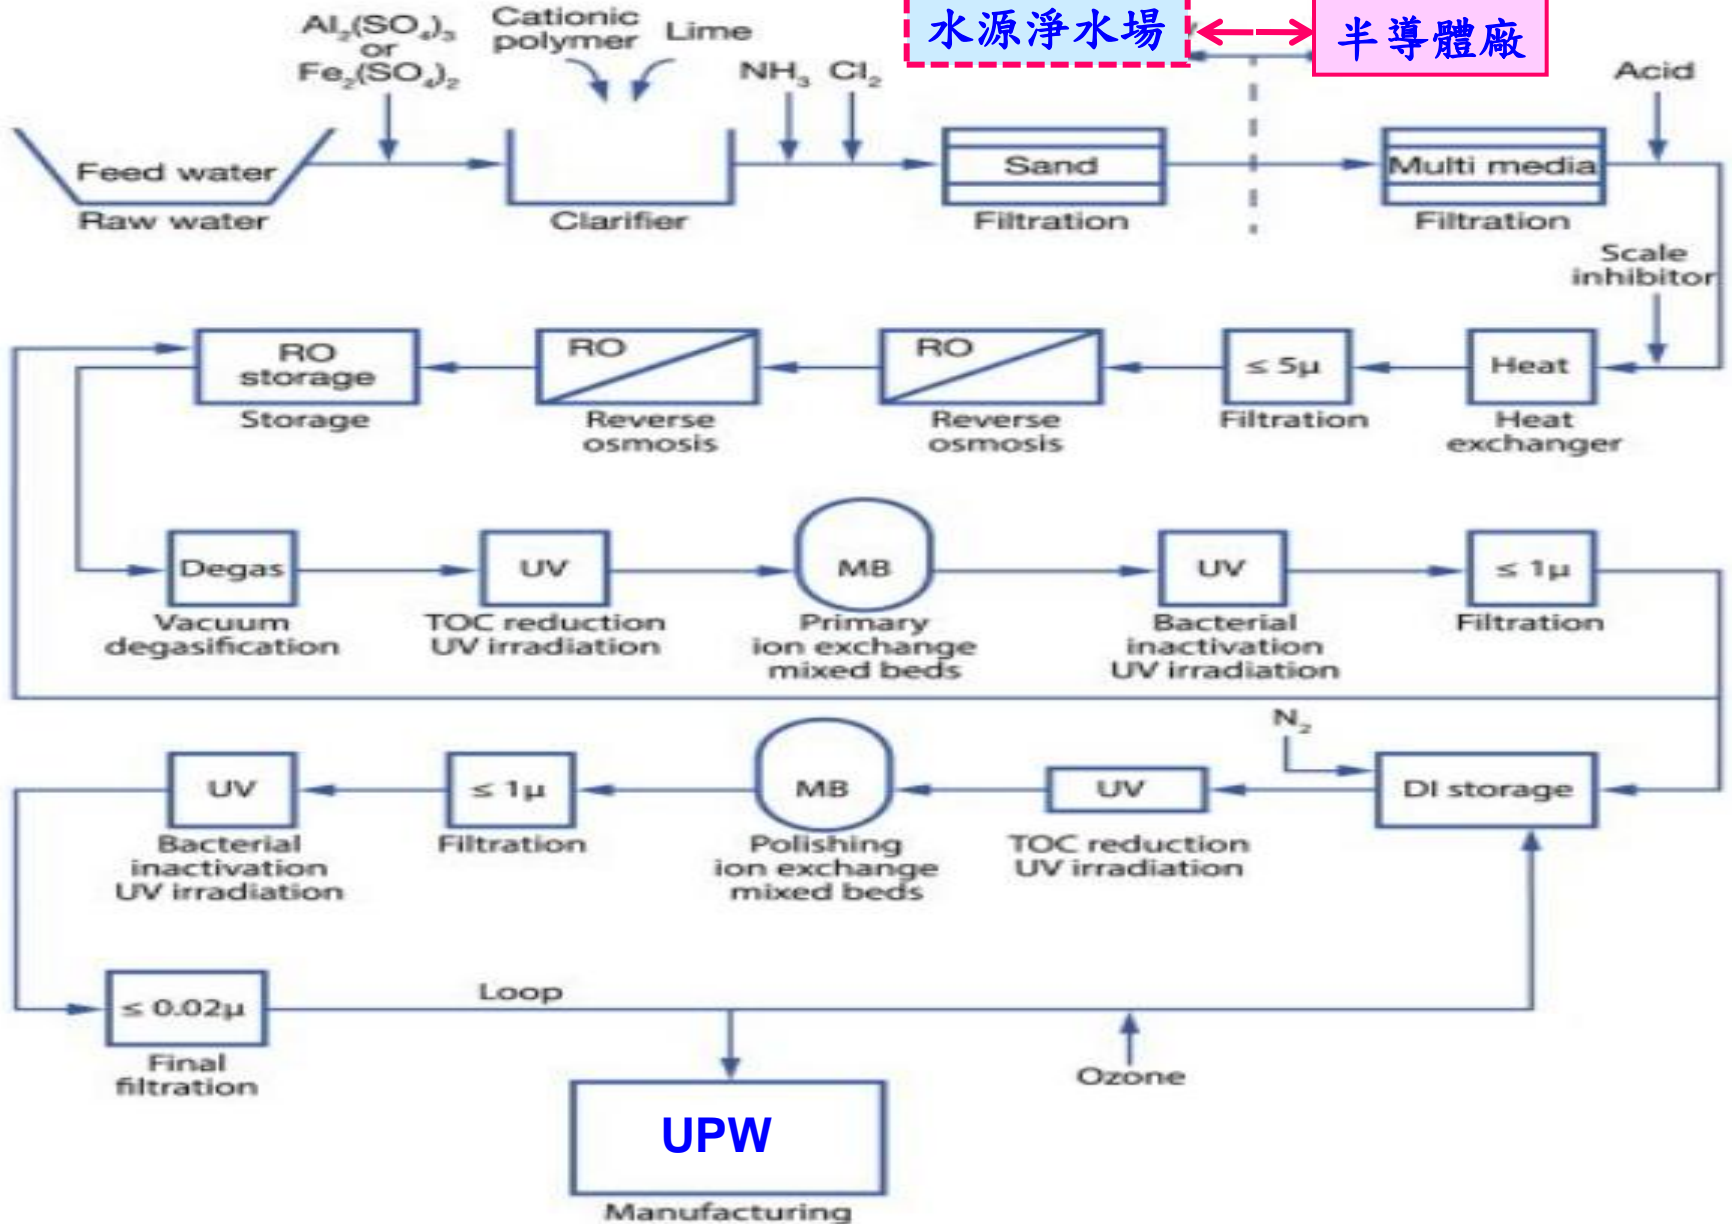 Al₂(SO₄)₃
or
Fe₂(SO₄)₂
Cationic
polymer
Lime
NH₃
Cl₂
水源淨水場
半導體廠
Acid
Feed water
Raw water
Clarifier
Sand
Filtration
Multi media
Filtration
Scale
inhibitor
RO
storage
Storage
RO
Reverse
osmosis
RO
Reverse
osmosis
≤ 5µ
Filtration
Heat
Heat
exchanger
Degas
Vacuum
degasification
UV
TOC reduction
UV irradiation
MB
Primary
ion exchange
mixed beds
UV
Bacterial
inactivation
UV irradiation
≤ 1µ
Filtration
N₂
UV
Bacterial
inactivation
UV irradiation
≤ 1µ
Filtration
MB
Polishing
ion exchange
mixed beds
UV
TOC reduction
UV irradiation
DI storage
≤ 0.02µ
Final
filtration
Loop
Ozone
UPW
Manufacturing